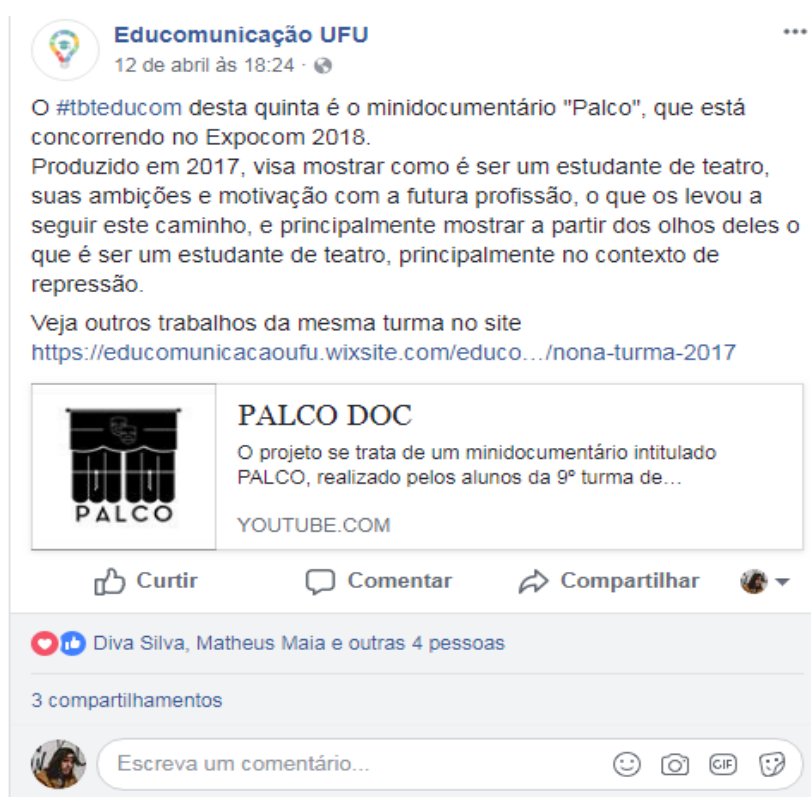 Educomunicação UFU
12 de abril às 18:24 ·
O #tbteducom desta quinta é o minidocumentário "Palco", que está
concorrendo no Expocom 2018.
Produzido em 2017, visa mostrar como é ser um estudante de teatro,
suas ambições e motivação com a futura profissão, o que os levou a
seguir este caminho, e principalmente mostrar a partir dos olhos deles o
que é ser um estudante de teatro, principalmente no contexto de
repressão.
Veja outros trabalhos da mesma turma no site
https://educomunicacaoufu.wixsite.com/educo.../nona-turma-2017
PALCO
PALCO DOC
O projeto se trata de um minidocumentário intitulado
PALCO, realizado pelos alunos da 9º turma de...
YOUTUBE.COM
Curtir Comentar Compartilhar
Diva Silva, Matheus Maia e outras 4 pessoas
3 compartilhamentos
Escreva um comentário... GIF